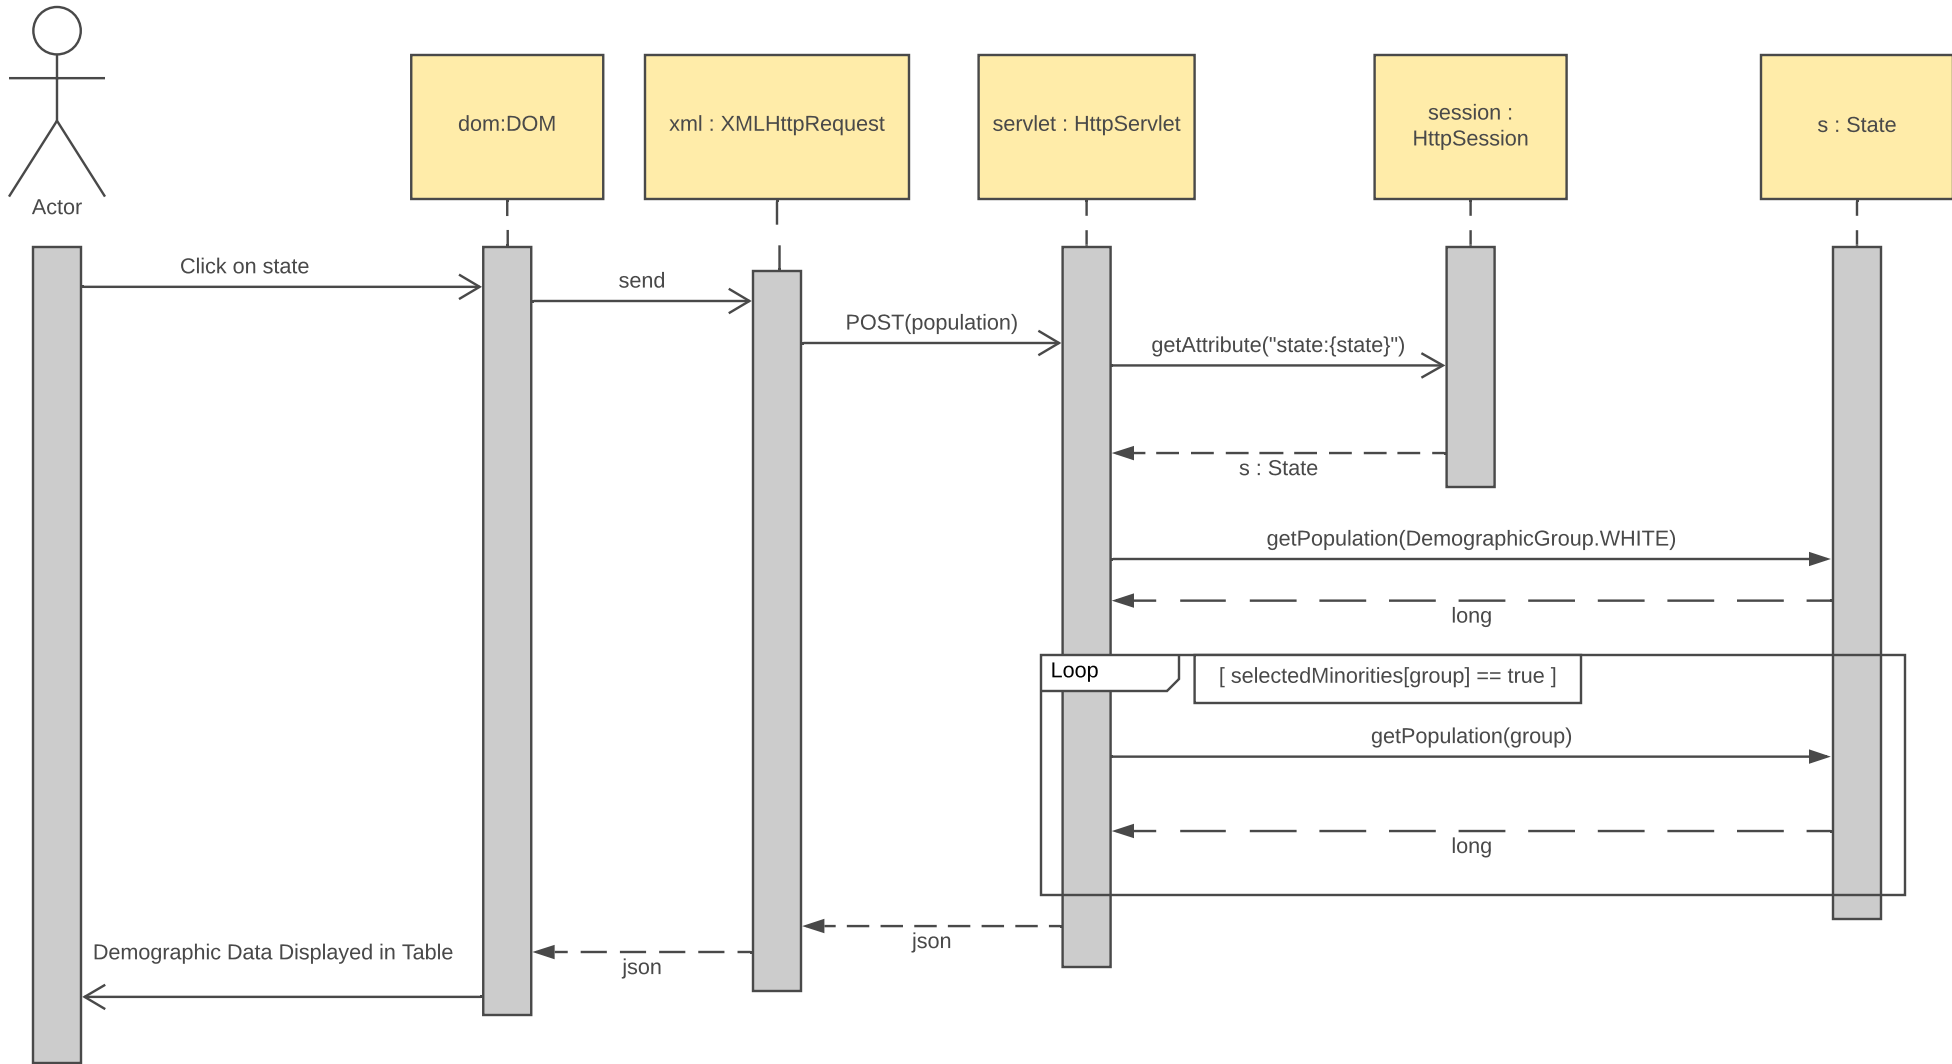 Actor
dom:DOM
xml : XMLHttpRequest
servlet : HttpServlet
session :
HttpSession
s : State
Click on state
send
POST(population)
getAttribute("state:{state}")
s : State
getPopulation(DemographicGroup.WHITE)
long
Loop
[ selectedMinorities[group] == true ]
getPopulation(group)
long
json
json
Demographic Data Displayed in Table